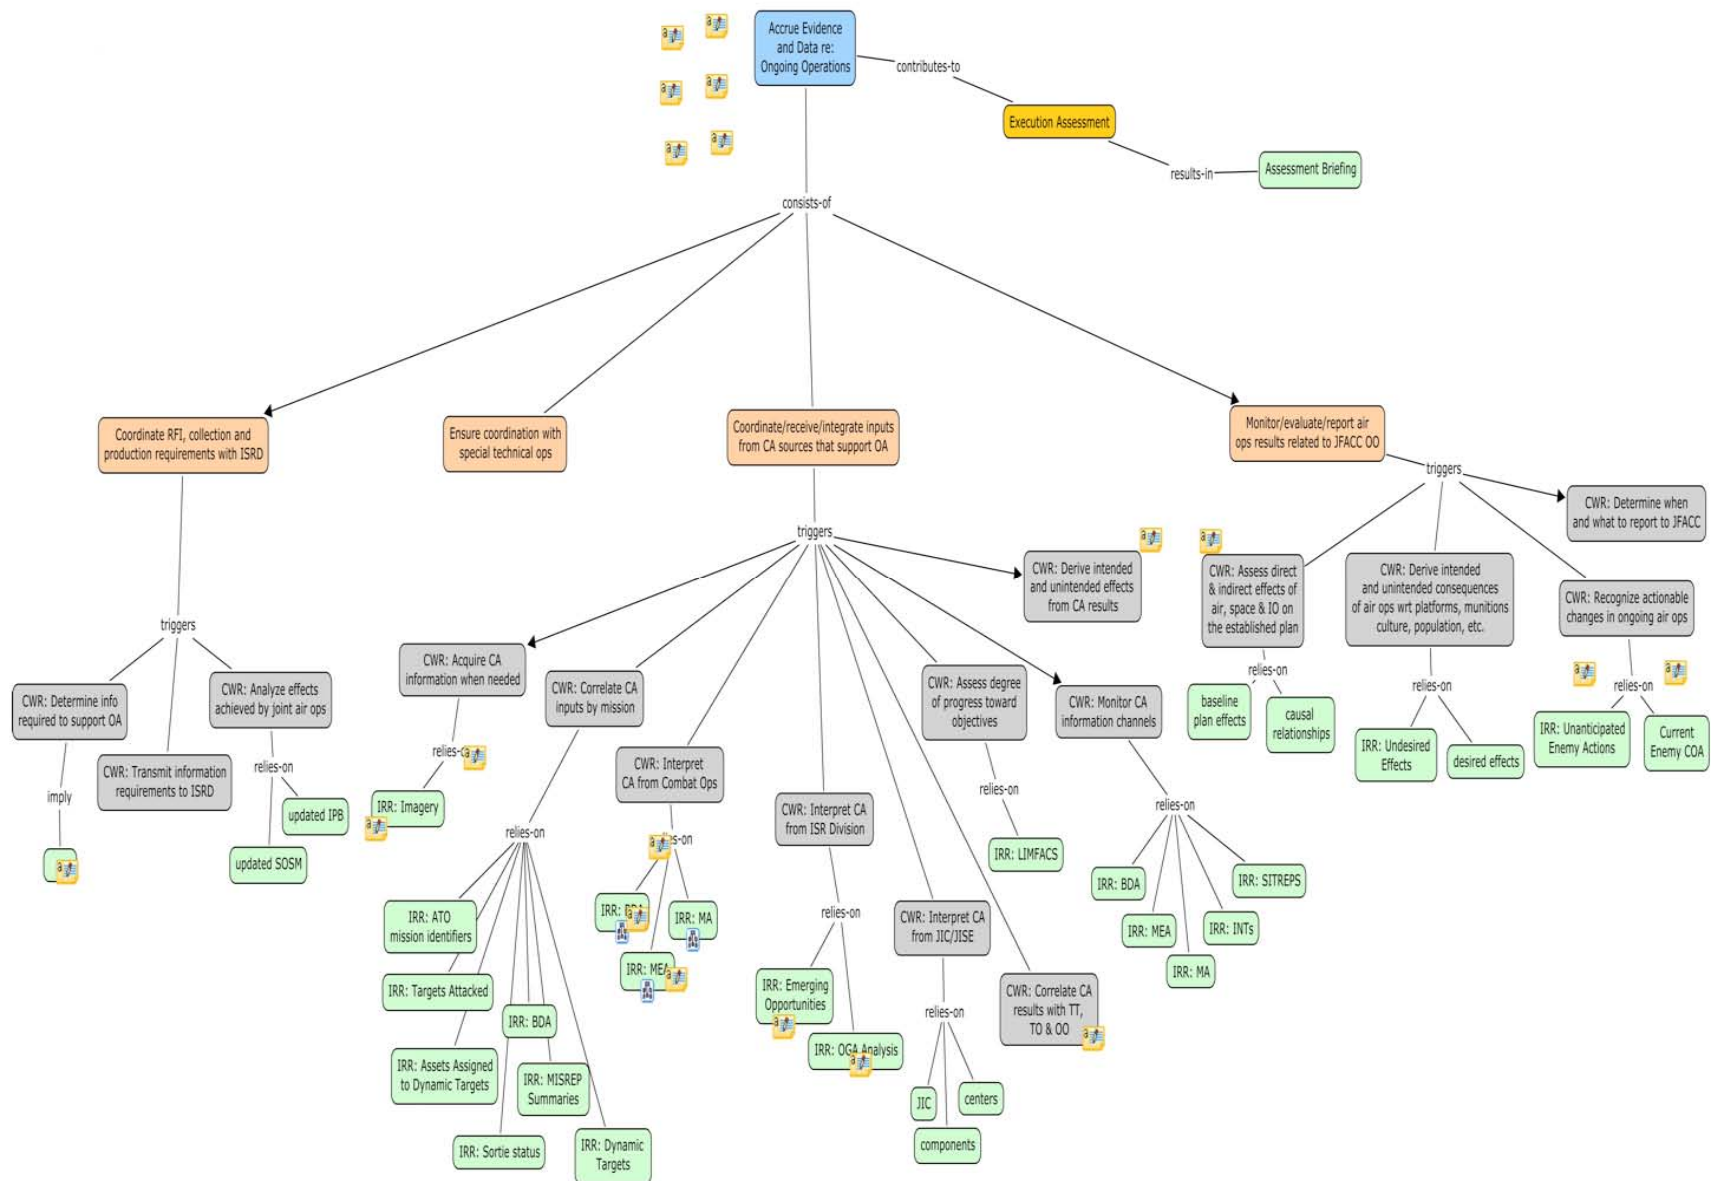 Accrue Evidence
and Data re:
Ongoing Operations
contributes-to
Execution Assessment
results-in
Assessment Briefing
consists-of
Coordinate RFI, collection and
production requirements with ISRD
Ensure coordination with
special technical ops
Coordinate/receive/integrate inputs
from CA sources that support OA
Monitor/evaluate/report air
ops results related to JFACC OO
triggers
CWR: Determine info
required to support OA
imply
CWR: Transmit information
requirements to ISRD
CWR: Analyze effects
achieved by joint air ops
relies-on
updated IPB
updated SOSM
triggers
CWR: Acquire CA
information when needed
IRR: Imagery
CWR: Correlate CA
inputs by mission
relies-on
IRR: ATO
mission identifiers
IRR: Targets Attacked
IRR: Assets Assigned
to Dynamic Targets
IRR: Sortie status
IRR: BDA
IRR: MISREP
Summaries
IRR: Dynamic
Targets
CWR: Interpret
CA from Combat Ops
IRR:
IRR: MEA
IRR: MA
CWR: Interpret CA
from ISR Division
relies-on
IRR: Emerging
Opportunities
IRR: OGA Analysis
CWR: Interpret CA
from JIC/JISE
relies-on
JIC
components
centers
CWR: Correlate CA
results with TT,
TO & OO
CWR: Assess degree
of progress toward
objectives
relies-on
IRR: LIMFACS
CWR: Monitor CA
information channels
relies-on
IRR: BDA
IRR: MEA
IRR: MA
IRR: INTs
IRR: SITREPS
CWR: Derive intended
and unintended effects
from CA results
triggers
CWR: Assess direct
& indirect effects of
air, space & IO on
the established plan
relies-on
baseline
plan effects
causal
relationships
CWR: Derive intended
and unintended consequences
of air ops wrt platforms, munitions
culture, population, etc.
relies-on
IRR: Undesired
Effects
desired effects
CWR: Recognize actionable
changes in ongoing air ops
relies-on
IRR: Unanticipated
Enemy Actions
Current
Enemy COA
CWR: Determine when
and what to report to JFACC